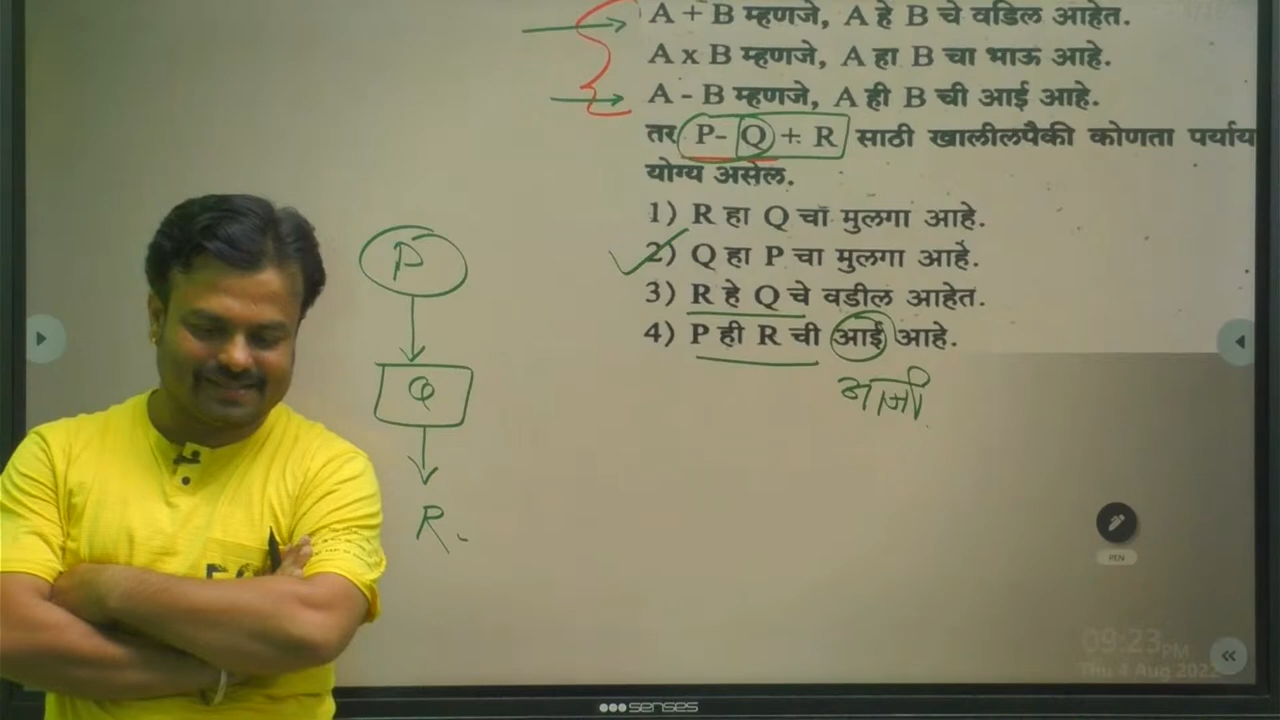 A + B म्हणजे, A हे B चे वडिल आहेत.
A x B म्हणजे, A हा B चा भाऊ आहे.
A - B म्हणजे, A ही B ची आई आहे.
तर P- Q + R साठी खालीलपैकी कोणता पर्याय
योग्य असेल.
1) R हा Q चा मुलगा आहे.
2) Q हा P चा मुलगा आहे.
3) R हे Q चे वडील आहेत.
4) P ही R ची आई आहे.
आजी
P
Q
R
PEN
09:23PM
Thu 4 Aug 2022
senses